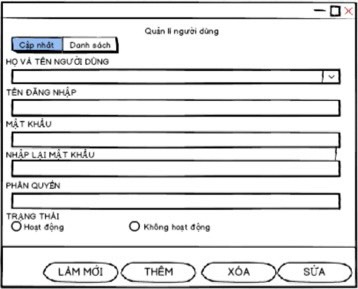 Quản lí người dùng
Cập nhật Danh sách
HỌ VÀ TÊN NGƯỜI DÙNG
TÊN ĐĂNG NHẬP
MẬT KHẨU
NHẬP LẠI MẬT KHẨU
PHÂN QUYỀN
TRẠNG THÁI
Hoạt động Không hoạt động
LÀM MỚI THÊM XÓA SỬA